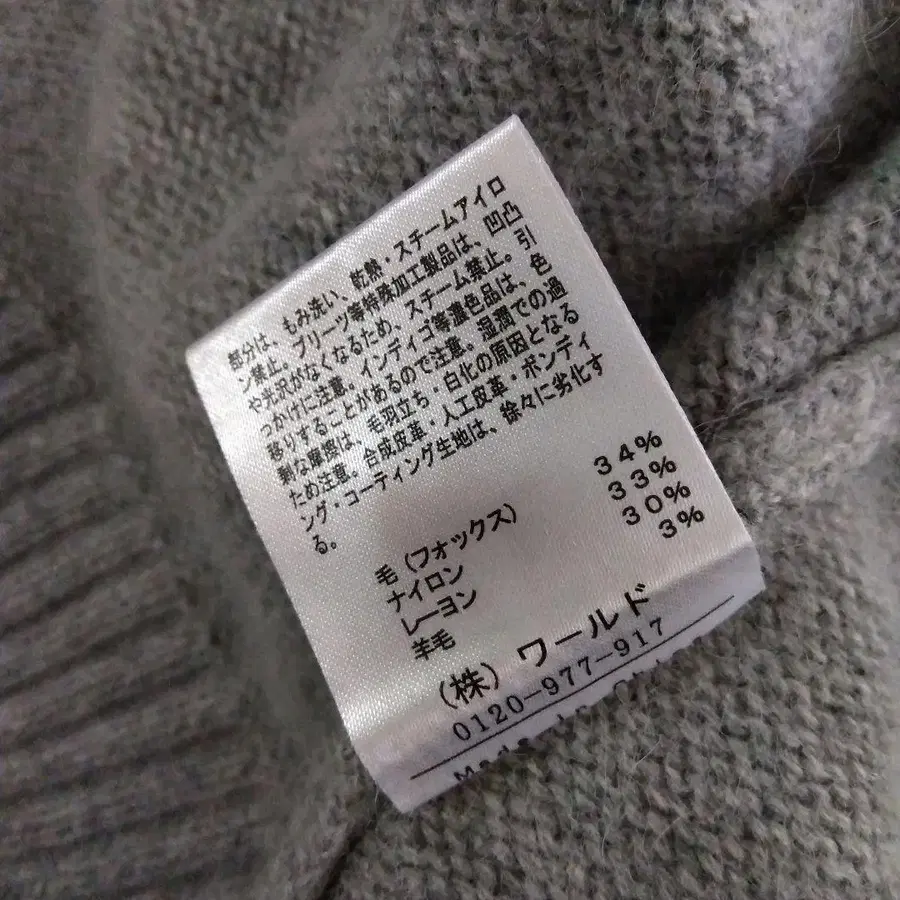 部分は、もみ洗い、乾熱・スチームアイロ
ン禁止。プリーツ等特殊加工製品は、凹凸
や光沢がなくなるため、スチーム禁止。引
っかけに注意。インディゴ等濃色品は、色
移りすることがあるので注意。湿潤での過
剰な摩擦は、毛羽立ち・白化の原因となる
ため注意。合成皮革・人工皮革・ボンディ
ング・コーティング生地は、徐々に劣化す
る。
毛(フォックス) 34%
ナイロン 33%
レーヨン 30%
羊毛 3%
(株)ワールド
0120-977-917
Made in